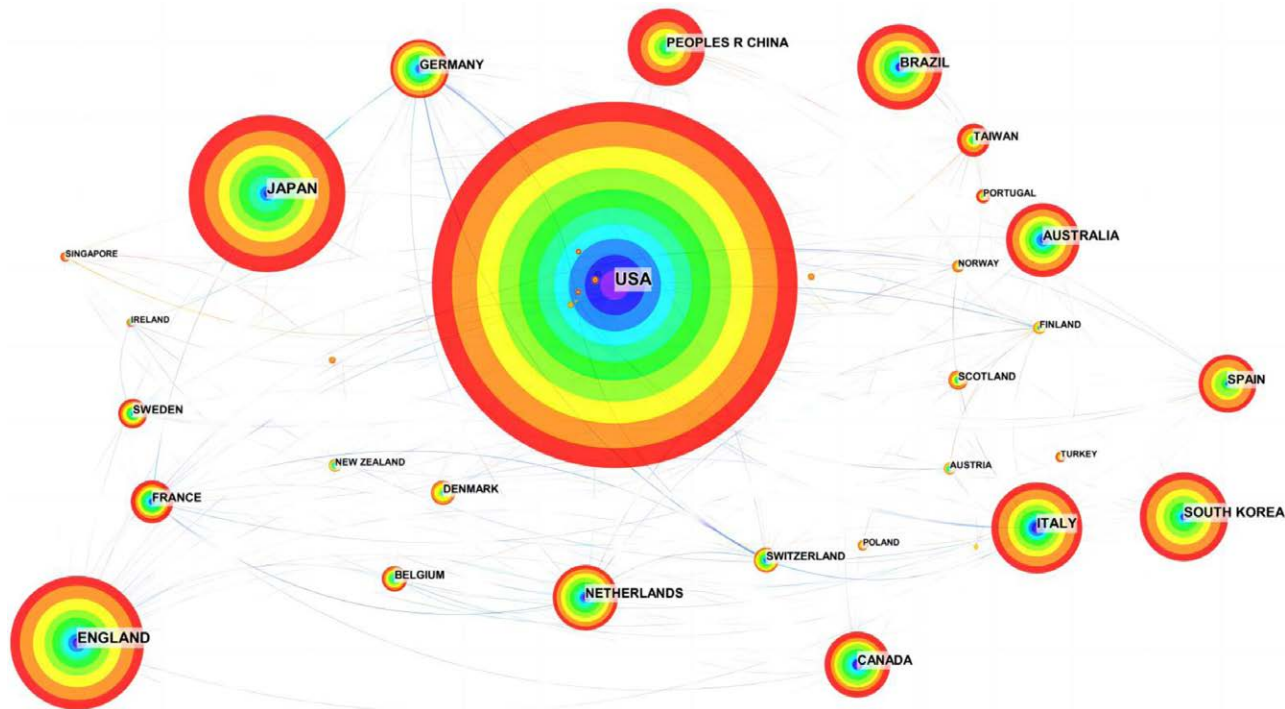 PEOPLES R CHINA
GERMANY
BRAZIL
TAIWAN
JAPAN
PORTUGAL
AUSTRALIA
SINGAPORE
NORWAY
USA
IRELAND
FINLAND
SCOTLAND
SPAIN
SWEDEN
TURKEY
NEW ZEALAND
AUSTRIA
DENMARK
FRANCE
SOUTH KOREA
ITALY
POLAND
SWITZERLAND
BELGIUM
NETHERLANDS
ENGLAND
CANADA